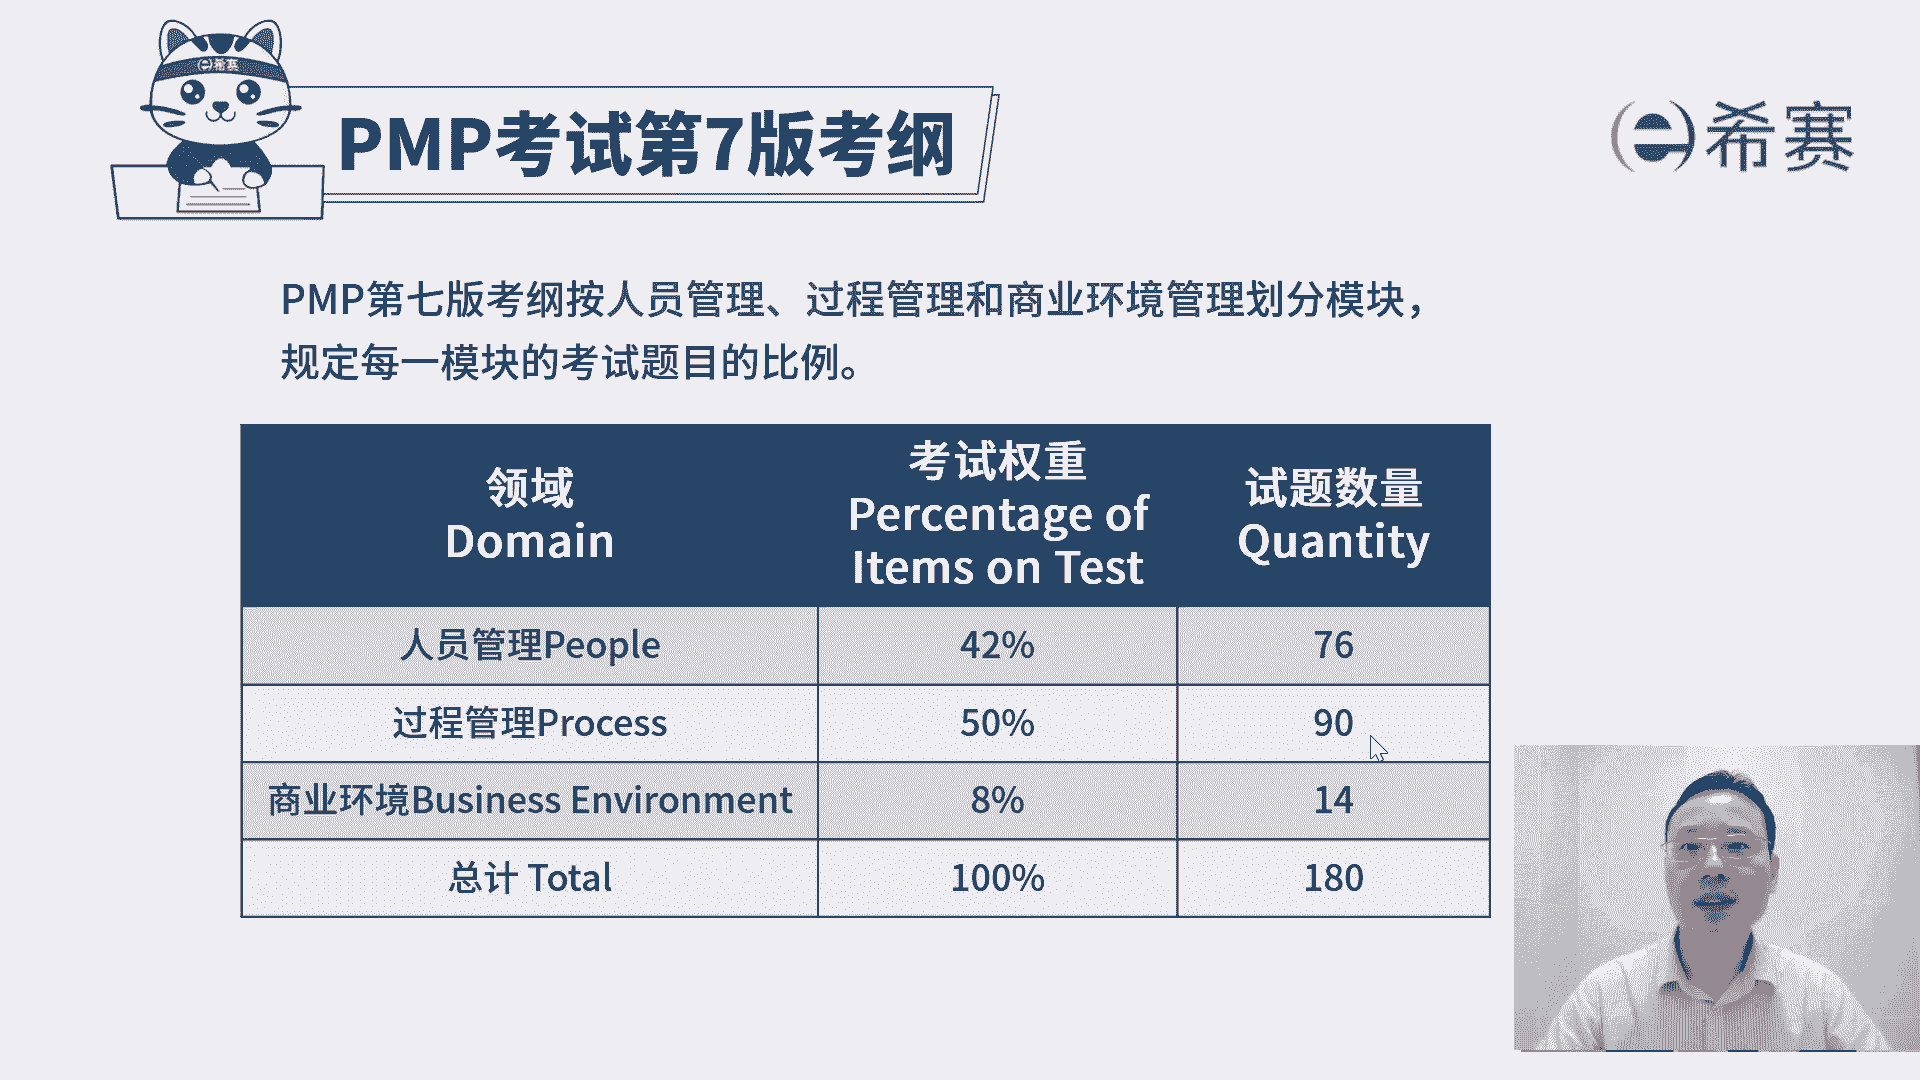 希赛
PMP考试第7版考纲
希赛
PMP第七版考纲按人员管理、过程管理和商业环境管理划分模块，
规定每一模块的考试题目的比例。
领域
Domain
考试权重
Percentage of
Items on Test
试题数量
Quantity
人员管理People
42%
76
过程管理Process
50%
90
商业环境Business Environment
8%
14
总计 Total
100%
180